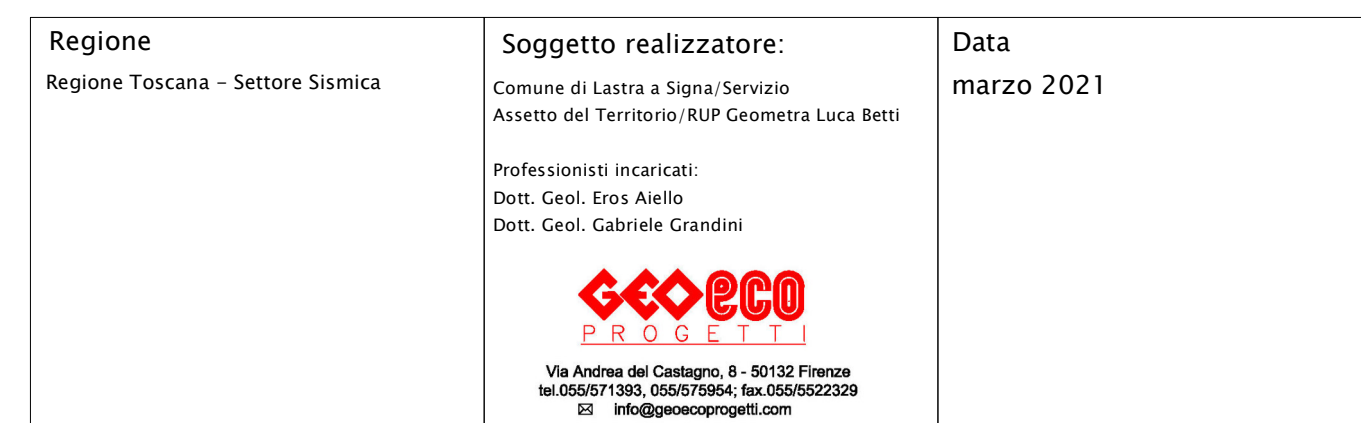 Regione
Regione Toscana - Settore Sismica
Soggetto realizzatore:
Comune di Lastra a Signa/Servizio
Assetto del Territorio/RUP Geometra Luca Betti
Professionisti incaricati:
Dott. Geol. Eros Aiello
Dott. Geol. Gabriele Grandini
GEO eco
PROGETTI
Via Andrea del Castagno, 8 - 50132 Firenze
tel.055/571393, 055/575954; fax.055/5522329
✉ info@geoecoprogetti.com
Data
marzo 2021